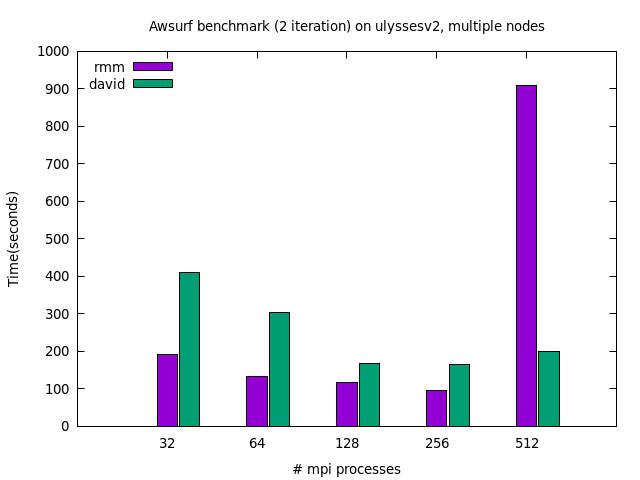 Awsurf benchmark (2 iteration) on ulyssesv2, multiple nodes
1000
900
800
700
600
500
400
300
200
100
0
rmm
david
Time(seconds)
32 64 128 256 512
# mpi processes